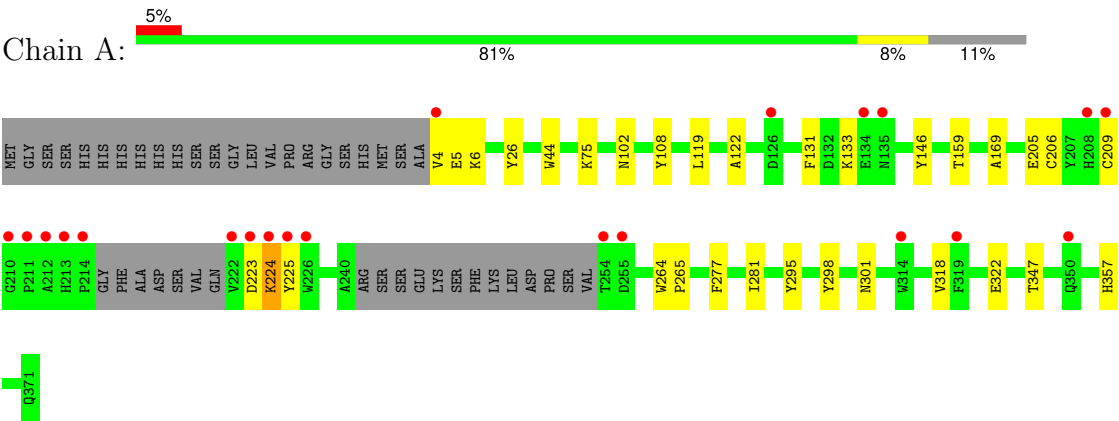 5%
Chain A:
81% 8% 11%
MET GLY SER SER HIS HIS HIS HIS HIS HIS SER SER GLY LEU VAL PRO ARG GLY SER HIS MET SER ALA V4 E5 K6 Y26 W44 K75 N102 Y108 L119 A122 D126 F131 D132 K133 E134 N135 Y146 T159 A169 E205 C206 Y207 H208 C209
G210 P211 A212 H213 P214 GLY PHE ALA ASP SER VAL GLN V222 D223 K224 Y225 W226 A240 ARG SER SER GLU LYS SER PHE LYS LEU ASP PRO SER VAL T254 D255 W264 P265 F277 I281 Y295 Y298 N301 W314 V318 F319 E322 T347 Q350 H357
Q371